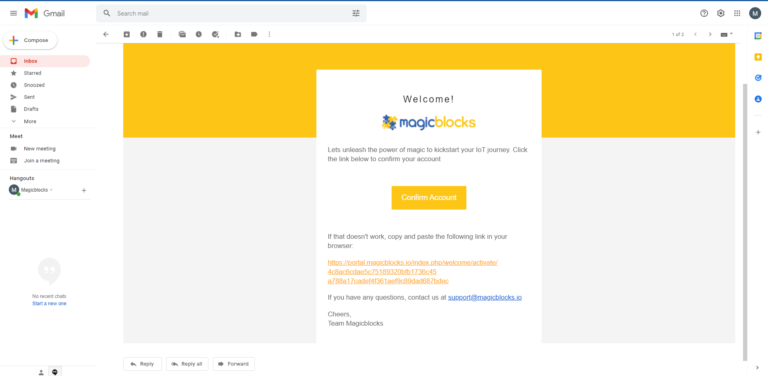 Gmail
Search mail
M
Compose
1 of 3
Inbox
Starred
Snoozed
Sent
Drafts
More
Meet
New meeting
Join a meeting
Hangouts
M
Magicblocks
No recent chats
Start a new one
Welcome!
magicblocks
Lets unleash the power of magic to kickstart your IoT journey. Click
the link below to confirm your account
Confirm Account
If that doesn't work, copy and paste the following link in your
browser:
https://portal.magicblocks.io/index.php/welcome/activate/
If you have any questions, contact us at support@magicblocks.io
Cheers,
Team Magicblocks
Reply
Reply all
Forward